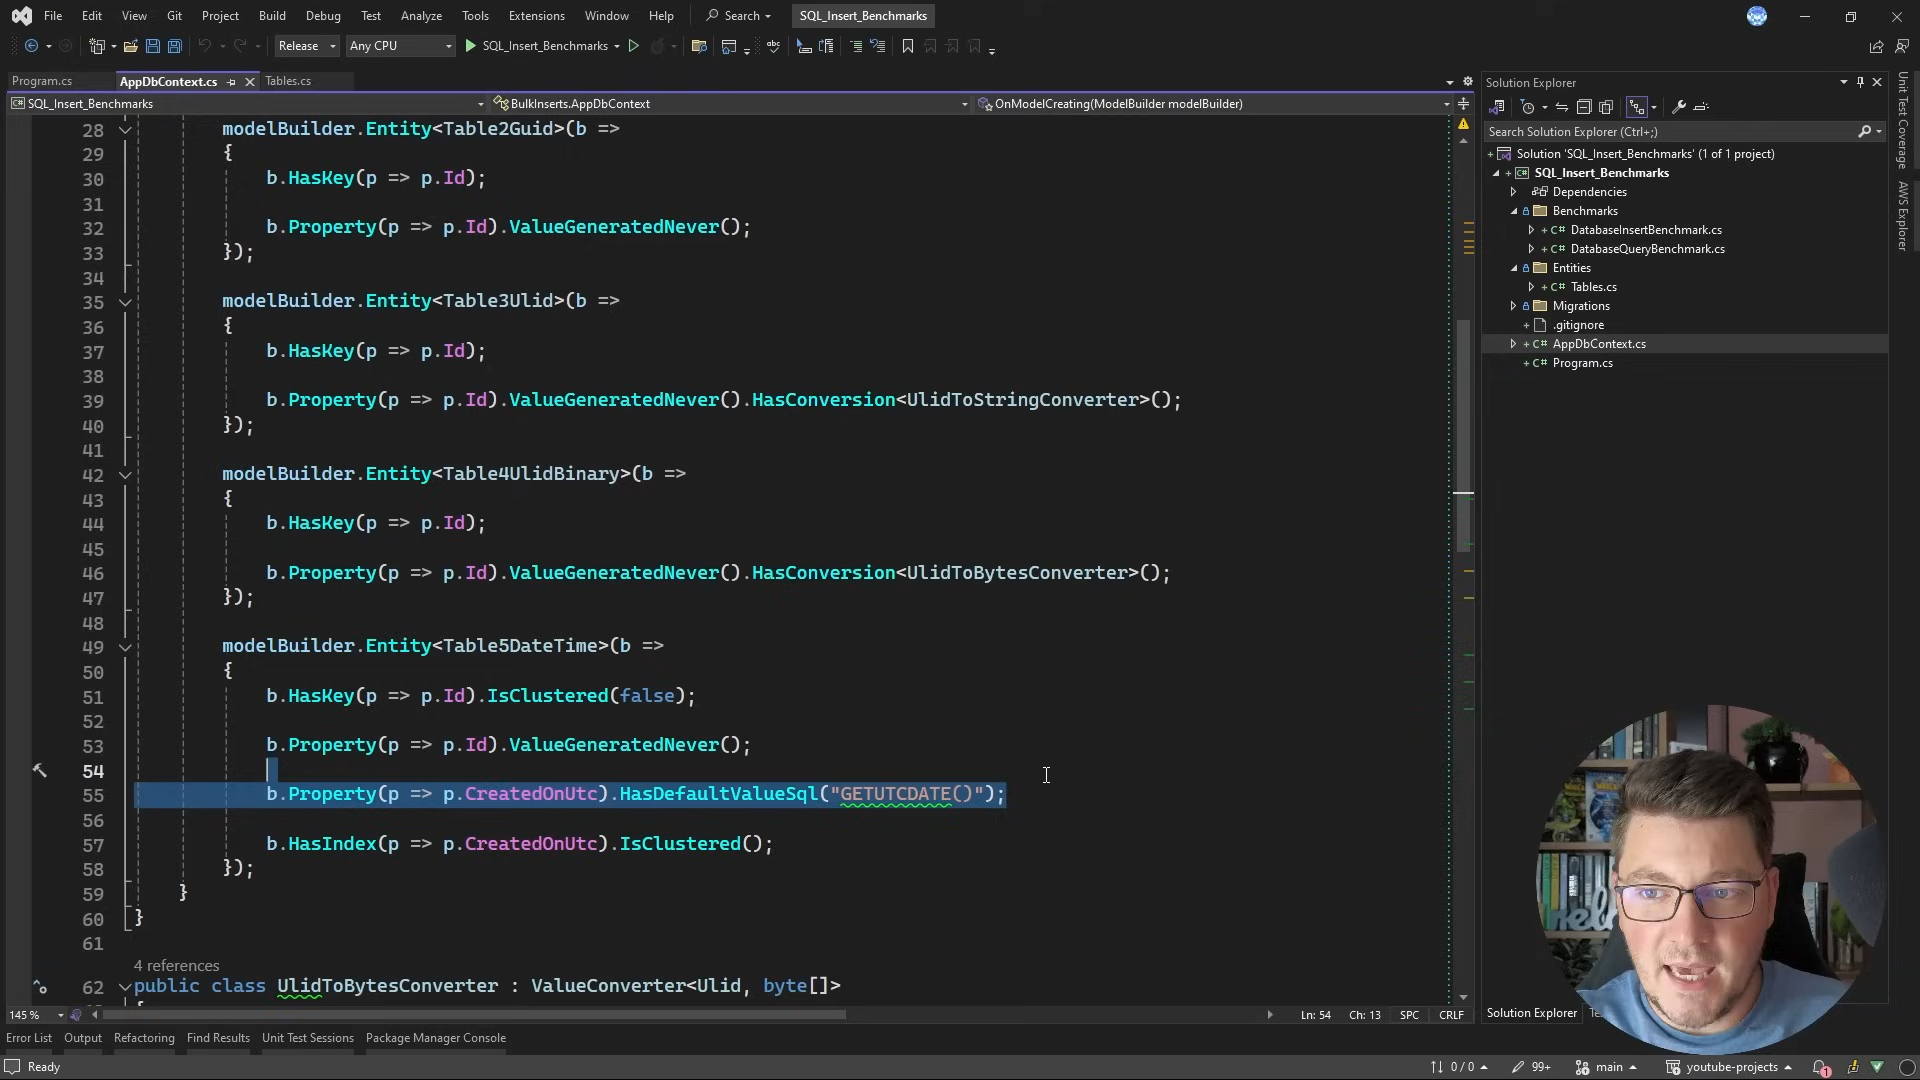 File Edit View Git Project Build Debug Test Analyze Tools Extensions Window Help Search SQL_Insert_Benchmarks
Release Any CPU SQL_Insert_Benchmarks
Program.cs AppDbContext.cs Tables.cs
SQL_Insert_Benchmarks BulkInserts.AppDbContext OnModelCreating(ModelBuilder modelBuilder)
28 modelBuilder.Entity<Table2Guid>(b =>
29 {
30 b.HasKey(p => p.Id);
31
32 b.Property(p => p.Id).ValueGeneratedNever();
33 });
34
35 modelBuilder.Entity<Table3Ulid>(b =>
36 {
37 b.HasKey(p => p.Id);
38
39 b.Property(p => p.Id).ValueGeneratedNever().HasConversion<UlidToStringConverter>();
40 });
41
42 modelBuilder.Entity<Table4UlidBinary>(b =>
43 {
44 b.HasKey(p => p.Id);
45
46 b.Property(p => p.Id).ValueGeneratedNever().HasConversion<UlidToBytesConverter>();
47 });
48
49 modelBuilder.Entity<Table5DateTime>(b =>
50 {
51 b.HasKey(p => p.Id).IsClustered(false);
52
53 b.Property(p => p.Id).ValueGeneratedNever();
54
55 b.Property(p => p.CreatedOnUtc).HasDefaultValueSql("GETUTCDATE()");
56
57 b.HasIndex(p => p.CreatedOnUtc).IsClustered();
58 });
59 }
60 }
61
4 references
62 public class UlidToBytesConverter : ValueConverter<Ulid, byte[]>
145 % Ln: 54 Ch: 13 SPC CRLF
Solution Explorer
Search Solution Explorer (Ctrl+;)
Solution 'SQL_Insert_Benchmarks' (1 of 1 project)
SQL_Insert_Benchmarks
Dependencies
Benchmarks
DatabaseInsertBenchmark.cs
DatabaseQueryBenchmark.cs
Entities
Tables.cs
Migrations
.gitignore
AppDbContext.cs
Program.cs
Solution Explorer
Unit Test Coverage
AWS Explorer
Error List Output Refactoring Find Results Unit Test Sessions Package Manager Console
Ready 0 / 0 99+ main youtube-projects 1